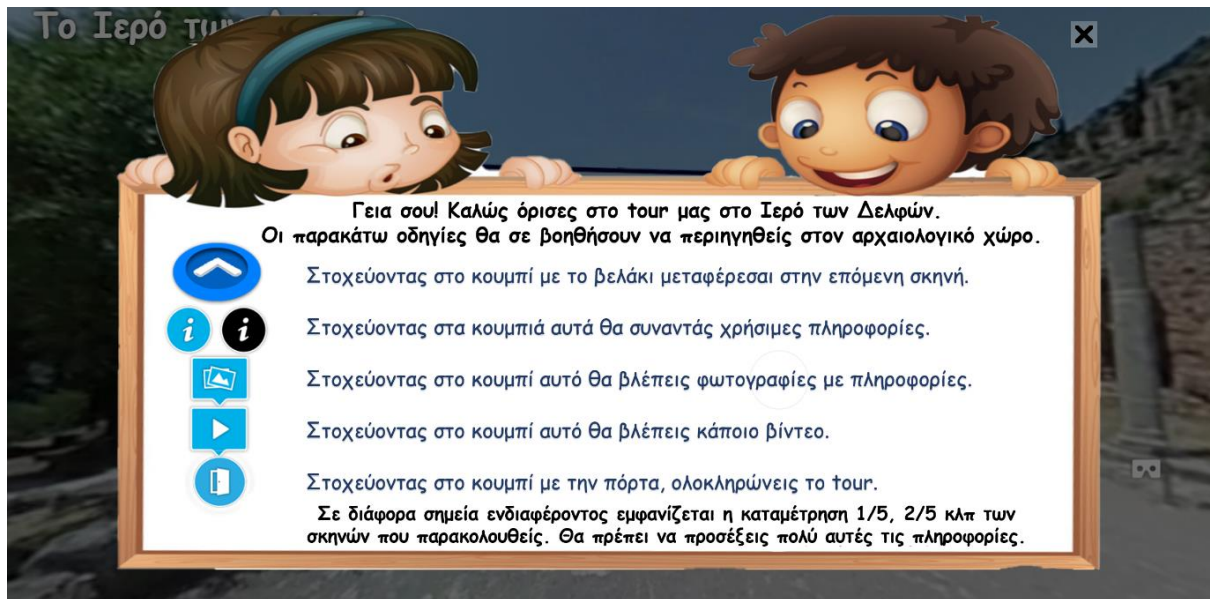 Το Ιερό των
Γεια σου! Καλώς όρισες στο tour μας στο Ιερό των Δελφών.
Οι παρακάτω οδηγίες θα σε βοηθήσουν να περιηγηθείς στον αρχαιολογικό χώρο.
Στοχεύοντας στο κουμπί με το βελάκι μεταφέρεσαι στην επόμενη σκηνή.
Στοχεύοντας στα κουμπιά αυτά θα συναντάς χρήσιμες πληροφορίες.
Στοχεύοντας στο κουμπί αυτό θα βλέπεις φωτογραφίες με πληροφορίες.
Στοχεύοντας στο κουμπί αυτό θα βλέπεις κάποιο βίντεο.
Στοχεύοντας στο κουμπί με την πόρτα, ολοκληρώνεις το tour.
Σε διάφορα σημεία ενδιαφέροντος εμφανίζεται η καταμέτρηση 1/5, 2/5 κλπ των
σκηνών που παρακολουθείς. Θα πρέπει να προσέξεις πολύ αυτές τις πληροφορίες.